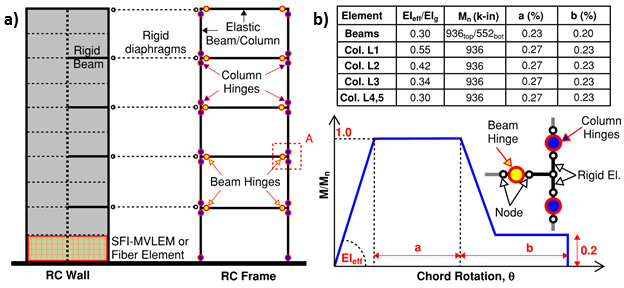 a)
Rigid
diaphragms
Elastic
Beam/Column
Rigid
Beam
Column
Hinges
A
Beam Hinges
SFI-MVLEM or
Fiber Element
RC Wall
RC Frame
b)
Element EIeff/EIg Mn (k-in) a (%) b (%)
Beams 0.30 936top/552bot 0.23 0.20
Col. L1 0.55 936 0.27 0.23
Col. L2 0.42 936 0.27 0.23
Col. L3 0.34 936 0.27 0.23
Col. L4,5 0.30 936 0.27 0.23
1.0
M/Mn
EIeff
a
b
0.2
Chord Rotation, θ
Column
Hinges
Beam
Hinge
Rigid El.
Node